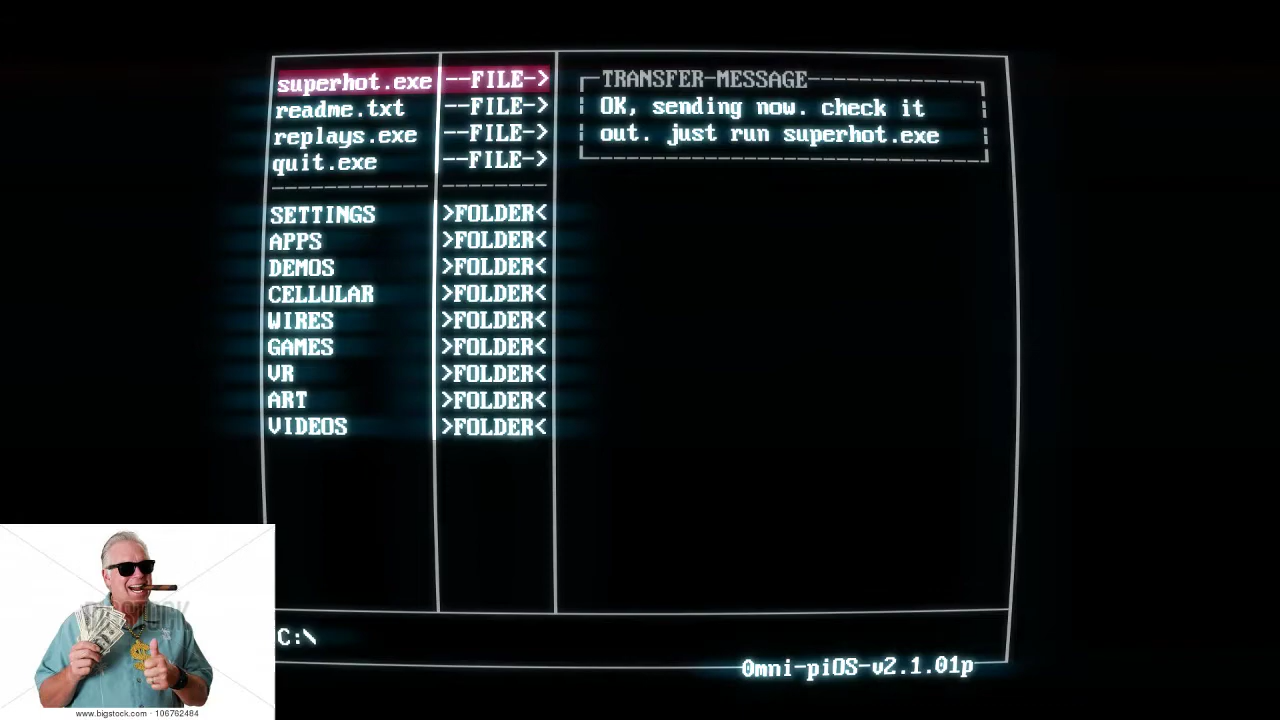 superhot.exe --FILE->
readme.txt --FILE->
replays.exe --FILE->
quit.exe --FILE->
SETTINGS >FOLDER<
APPS >FOLDER<
DEMOS >FOLDER<
CELLULAR >FOLDER<
WIRES >FOLDER<
GAMES >FOLDER<
VR >FOLDER<
ART >FOLDER<
VIDEOS >FOLDER<
TRANSFER-MESSAGE
OK, sending now. check it
out. just run superhot.exe
C:\
0mni-piOS-v2.1.01p
www.bigstock.com · 106762484